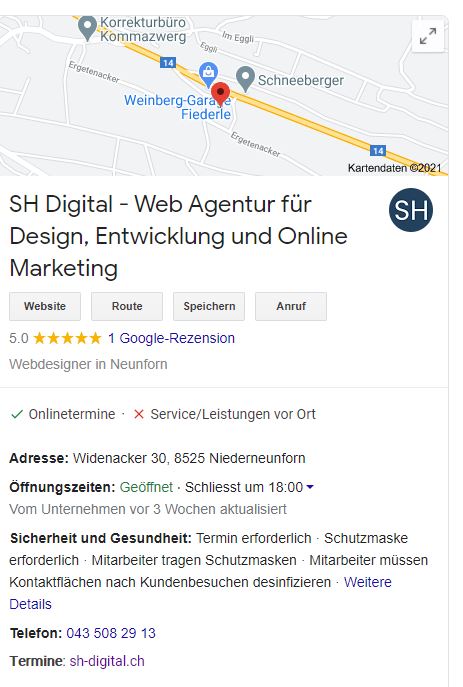 Korrekturbüro
Kommazwerg
Im Eggli
Eggli
14
Ergetenacker
Schneeberger
Weinberg-Garage
Fiederle
Ergetenacker
14
Kartendaten ©2021
SH Digital - Web Agentur für
Design, Entwicklung und Online
Marketing
SH
Website Route Speichern Anruf
5.0 1 Google-Rezension
Webdesigner in Neunforn
Onlinetermine · Service/Leistungen vor Ort
Adresse: Widenacker 30, 8525 Niederneunforn
Öffnungszeiten: Geöffnet · Schliesst um 18:00
Vom Unternehmen vor 3 Wochen aktualisiert
Sicherheit und Gesundheit: Termin erforderlich · Schutzmaske
erforderlich · Mitarbeiter tragen Schutzmasken · Mitarbeiter müssen
Kontaktflächen nach Kundenbesuchen desinfizieren · Weitere
Details
Telefon: 043 508 29 13
Termine: sh-digital.ch